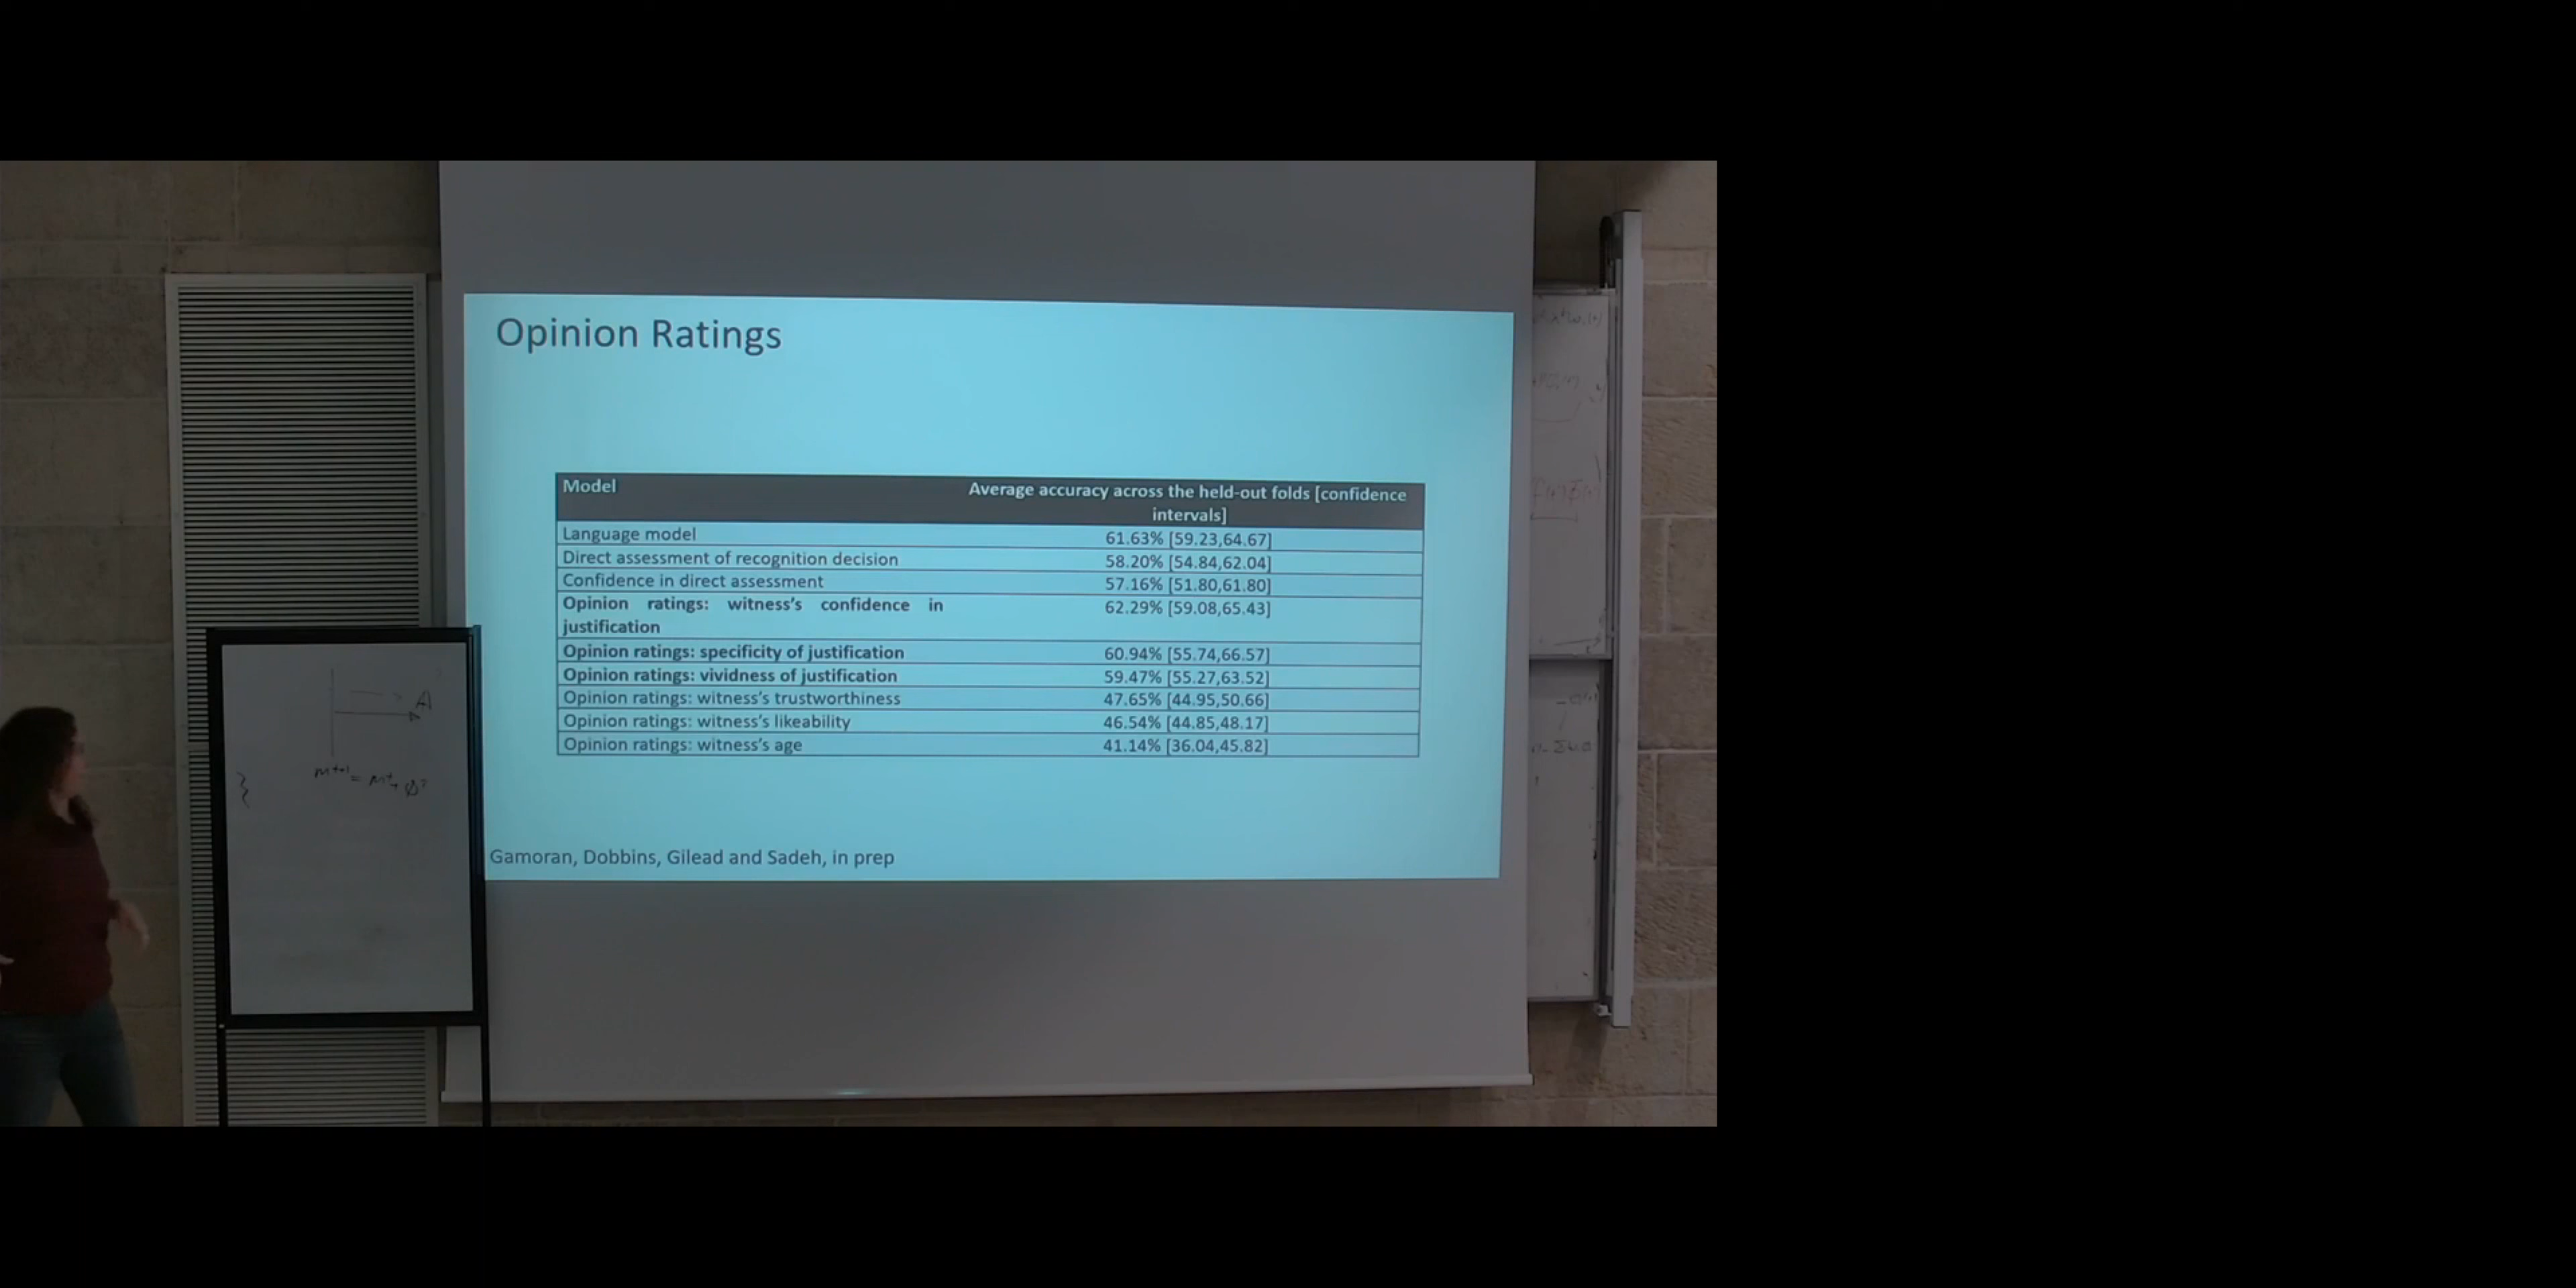 Opinion Ratings
Model Average accuracy across the held-out folds [confidence
intervals]
Language model 61.63% [59.23,64.67]
Direct assessment of recognition decision 58.20% [54.84,62.04]
Confidence in direct assessment 57.16% [51.80,61.80]
Opinion ratings: witness's confidence in 62.29% [59.08,65.43]
justification
Opinion ratings: specificity of justification 60.94% [55.74,66.57]
Opinion ratings: vividness of justification 59.47% [55.27,63.52]
Opinion ratings: witness's trustworthiness 47.65% [44.95,50.66]
Opinion ratings: witness's likeability 46.54% [44.85,48.17]
Opinion ratings: witness's age 41.14% [36.04,45.82]
Gamoran, Dobbins, Gilead and Sadeh, in prep
A